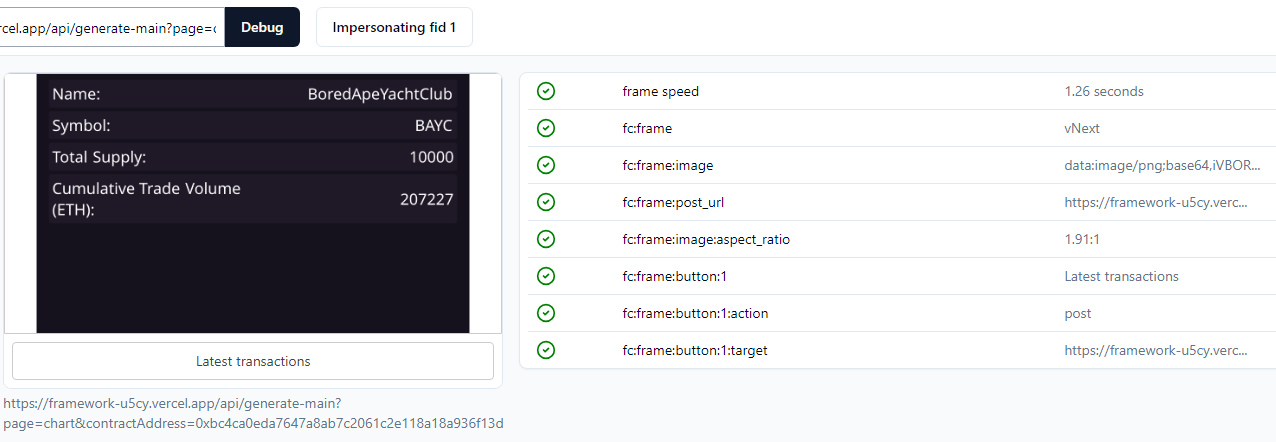 rcel.app/api/generate-main?page=c
Debug
Impersonating fid 1
Name: BoredApeYachtClub
Symbol: BAYC
Total Supply: 10000
Cumulative Trade Volume
(ETH): 207227
Latest transactions
https://framework-u5cy.vercel.app/api/generate-main?
page=chart&contractAddress=0xbc4ca0eda7647a8ab7c2061c2e118a18a936f13d
frame speed 1.26 seconds
fc:frame vNext
fc:frame:image data:image/png;base64,iVBOR...
fc:frame:post_url https://framework-u5cy.verc...
fc:frame:image:aspect_ratio 1.91:1
fc:frame:button:1 Latest transactions
fc:frame:button:1:action post
fc:frame:button:1:target https://framework-u5cy.verc...